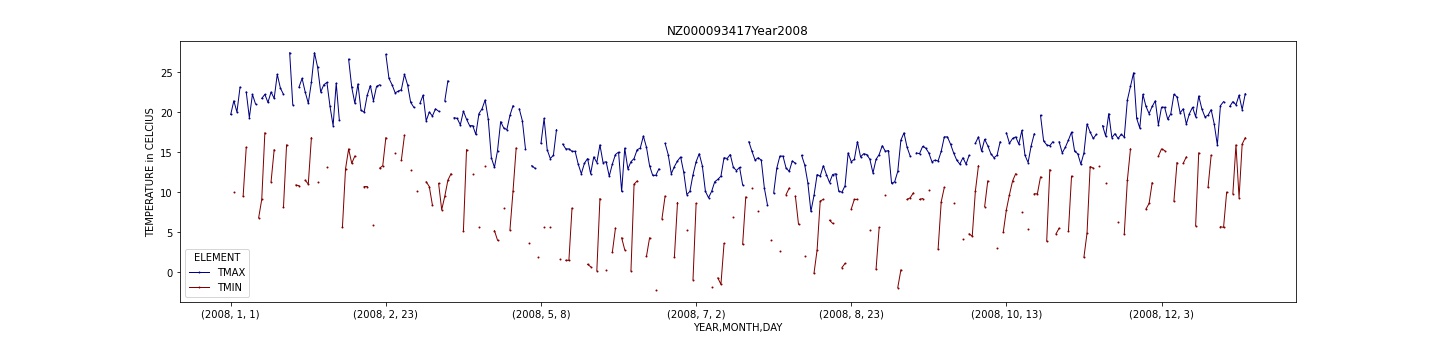 NZ000093417Year2008
TEMPERATURE in CELCIUS
25
20
15
10
5
0
ELEMENT
TMAX
TMIN
(2008, 1, 1) (2008, 2, 23) (2008, 5, 8) (2008, 7, 2) (2008, 8, 23) (2008, 10, 13) (2008, 12, 3)
YEAR,MONTH,DAY